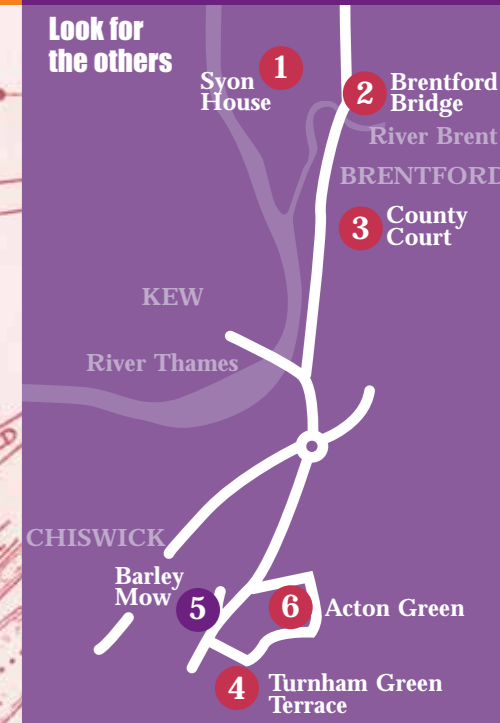 Look for
the others
1
Syon
House
2
Brentford
Bridge
River Brent
BRENTFORD
3
County
Court
KEW
River Thames
CHISWICK
Barley
Mow
5
6
Acton Green
4
Turnham Green
Terrace